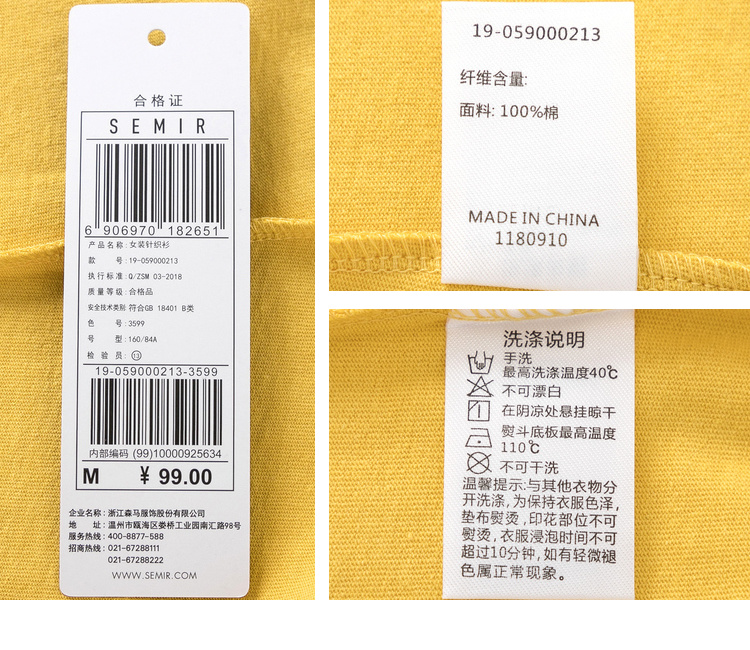 合格证
SEMIR
6 906970 182651
产品名称:女装针织衫
款 号:19-059000213
执行标准:Q/ZSM 03-2018
质量等级:合格品
安全技术类别:符合GB 18401 B类
色 号:3599
号 型:160/84A
检 验 员:⑬
19-059000213-3599
内部编码 (99)10000925634
M ¥ 99.00
企业名称:浙江森马服饰股份有限公司
地 址:温州市瓯海区娄桥工业园南汇路98号
服务热线:400-8877-588
招商热线:021-67288111
021-67288222
WWW.SEMIR.COM
19-059000213
纤维含量:
面料: 100%棉
MADE IN CHINA
1180910
洗涤说明
手洗
最高洗涤温度40℃
不可漂白
在阴凉处悬挂晾干
熨斗底板最高温度
110℃
不可干洗
温馨提示:与其他衣物分
开洗涤,为保持衣服色泽,
垫布熨烫,印花部位不可
熨烫,衣服浸泡时间不可
超过10分钟,如有轻微褪
色属正常现象。